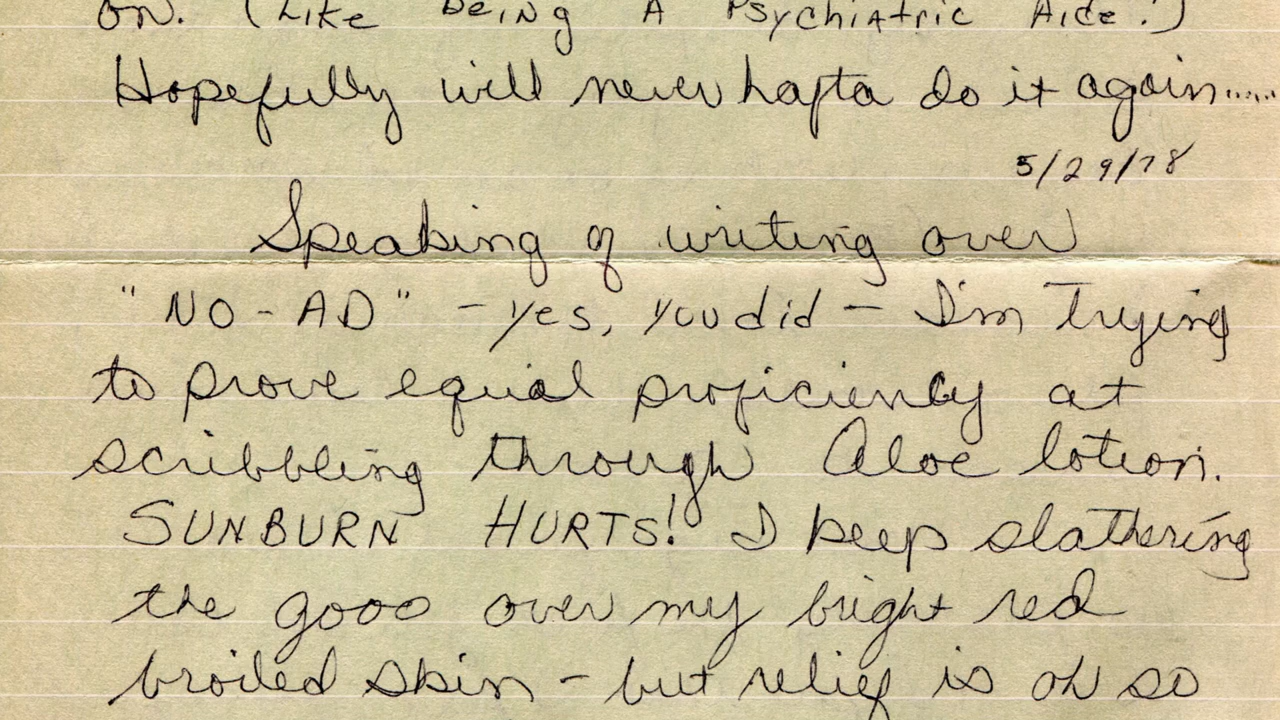 on. (Like being A Psychiatric Aide!)
Hopefully will never hafta do it again.....
5/29/78
Speaking of writing over
"NO-AD" - yes, you did - I'm trying
to prove equal proficiency at
scribbling through Aloe lotion.
SUNBURN HURTS! I keep slathering
the gooo over my bright red
broiled skin - but relief is oh so